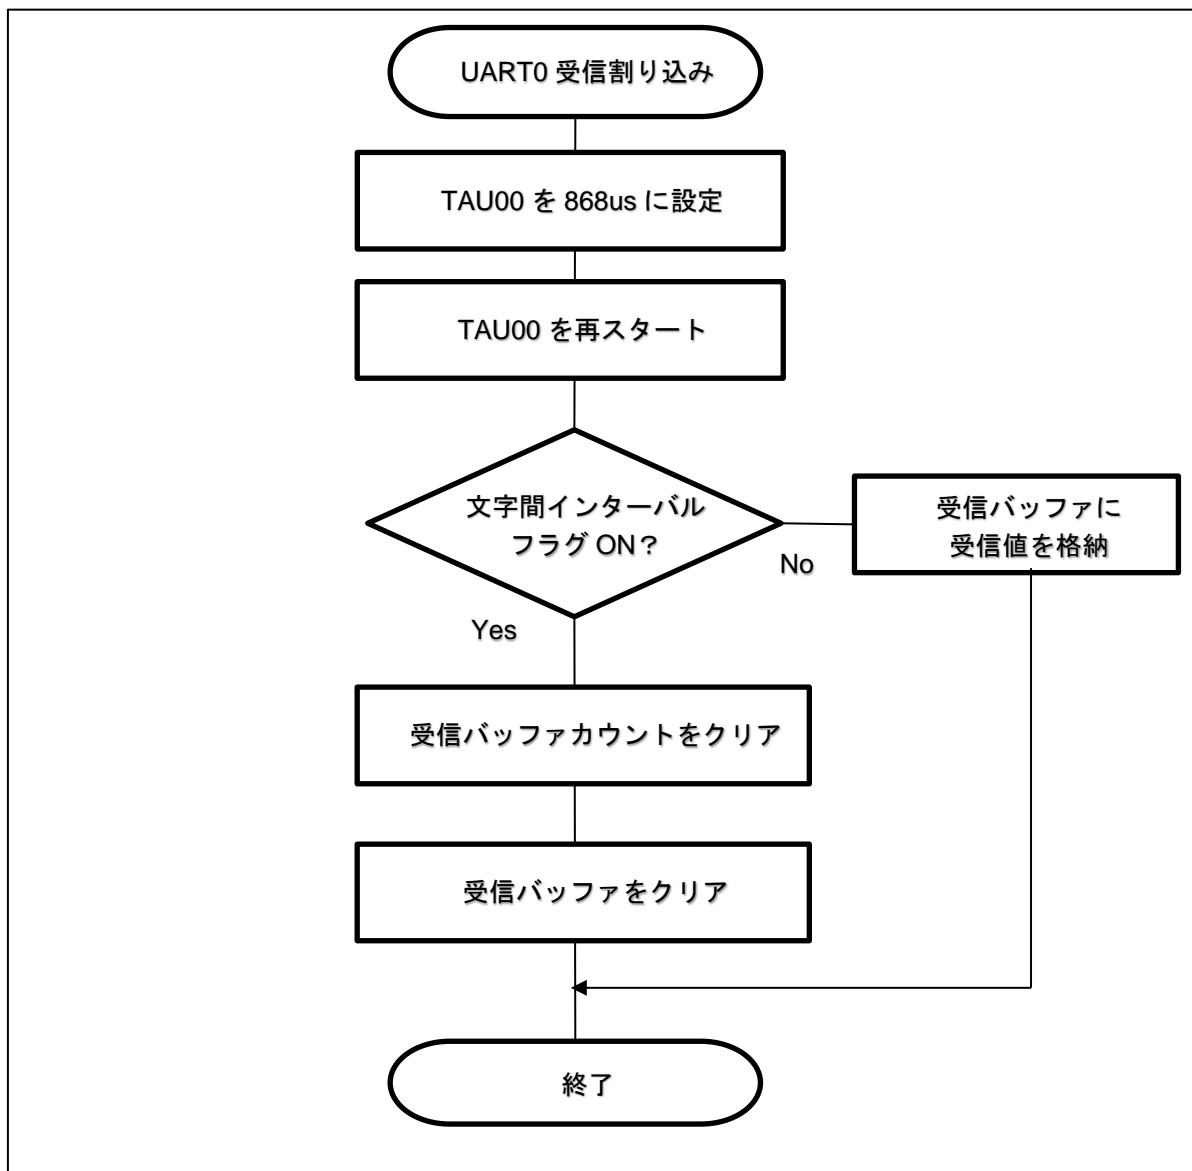 UART0 受信割り込み
TAU00 を 868us に設定
TAU00 を再スタート
文字間インターバル
フラグ ON？
受信バッファに
受信値を格納
No
Yes
受信バッファカウントをクリア
受信バッファをクリア
終了